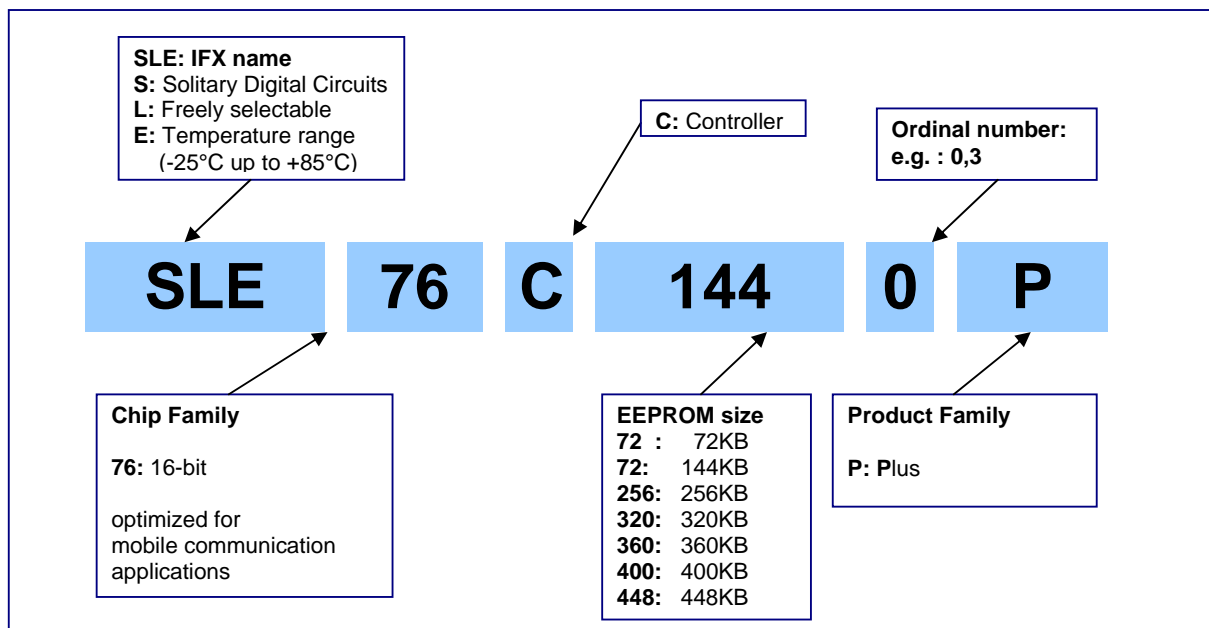 SLE: IFX name
S: Solitary Digital Circuits
L: Freely selectable
E: Temperature range
(-25°C up to +85°C)
C: Controller
Ordinal number:
e.g. : 0,3
SLE 76 C 144 0 P
Chip Family
76: 16-bit
optimized for
mobile communication
applications
EEPROM size
72 : 72KB
72: 144KB
256: 256KB
320: 320KB
360: 360KB
400: 400KB
448: 448KB
Product Family
P: Plus